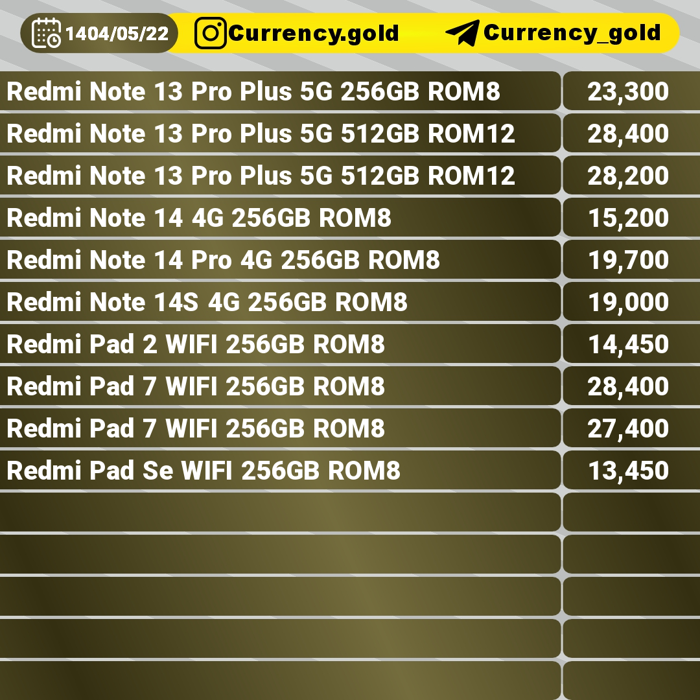 1404/05/22 Currency.gold Currency_gold
Redmi Note 13 Pro Plus 5G 256GB ROM8 23,300
Redmi Note 13 Pro Plus 5G 512GB ROM12 28,400
Redmi Note 13 Pro Plus 5G 512GB ROM12 28,200
Redmi Note 14 4G 256GB ROM8 15,200
Redmi Note 14 Pro 4G 256GB ROM8 19,700
Redmi Note 14S 4G 256GB ROM8 19,000
Redmi Pad 2 WIFI 256GB ROM8 14,450
Redmi Pad 7 WIFI 256GB ROM8 28,400
Redmi Pad 7 WIFI 256GB ROM8 27,400
Redmi Pad Se WIFI 256GB ROM8 13,450